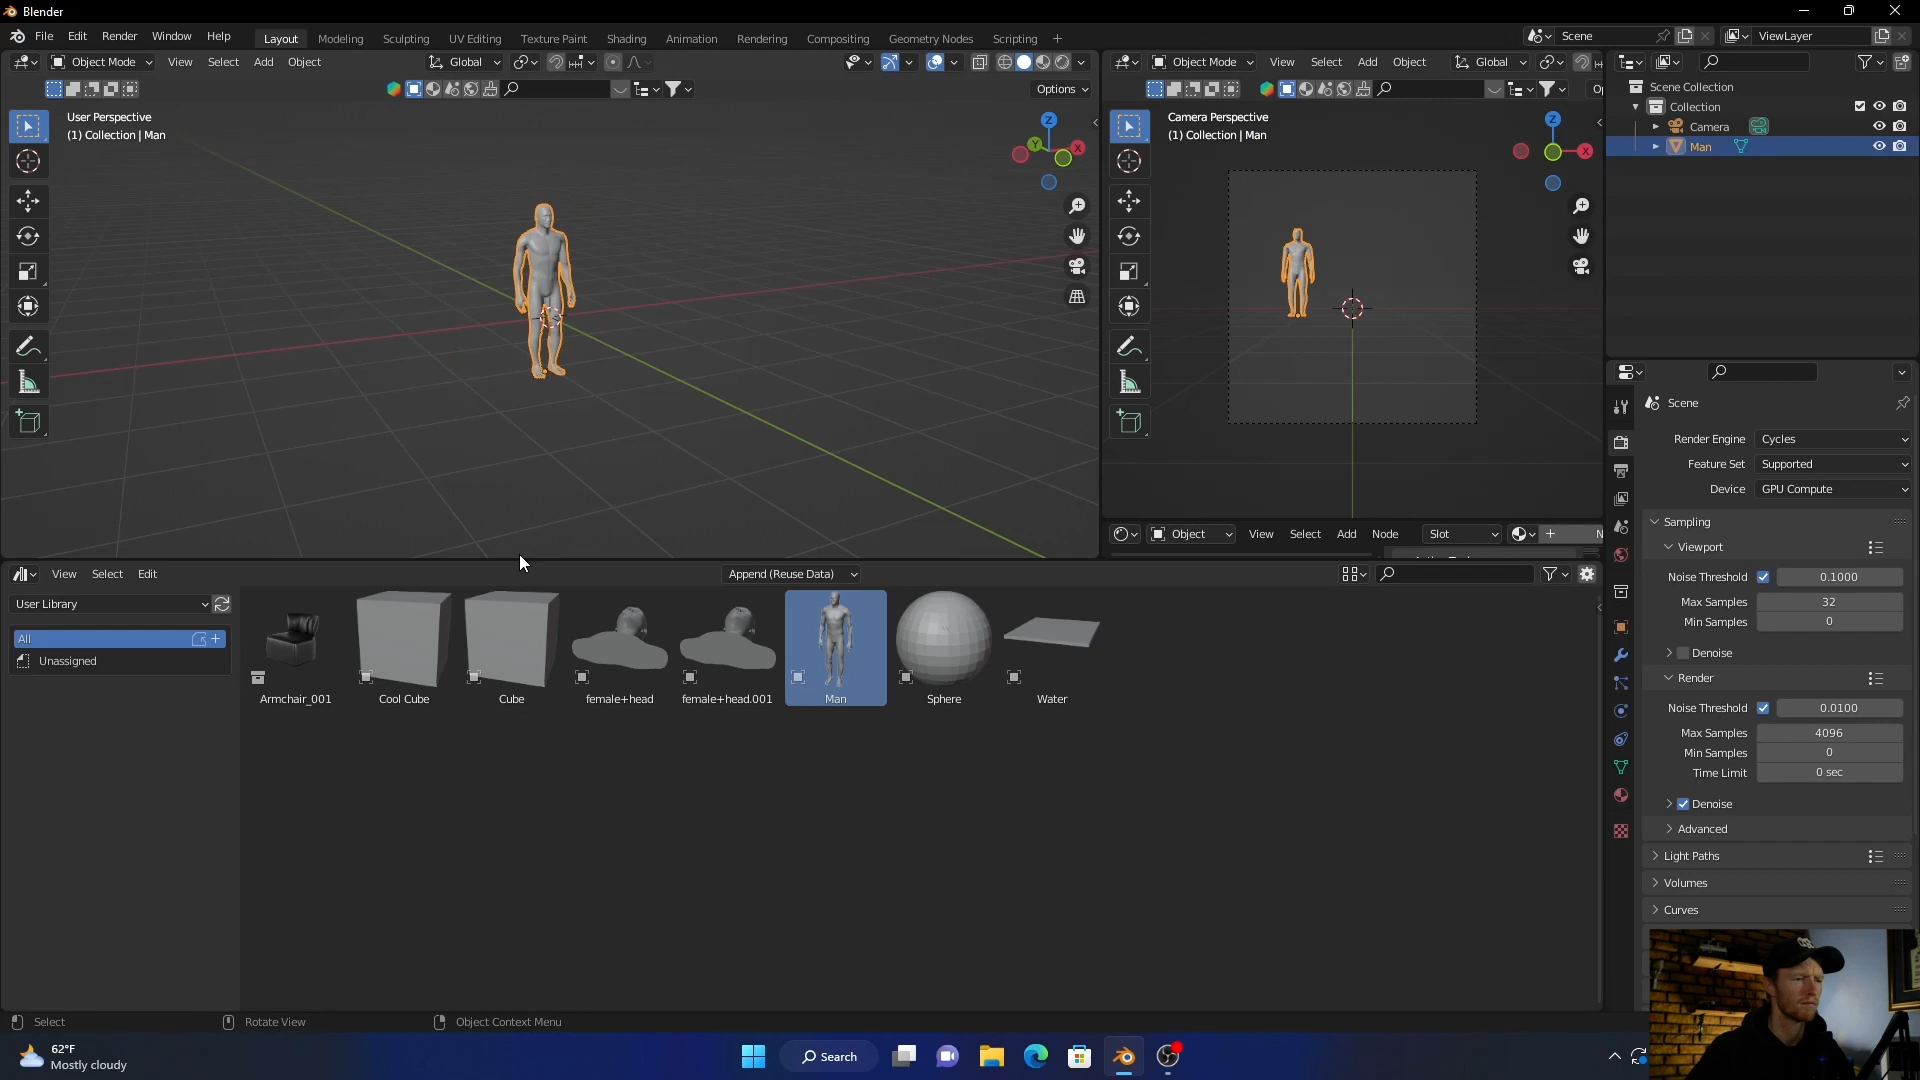 Blender
File Edit Render Window Help Layout Modeling Sculpting UV Editing Texture Paint Shading Animation Rendering Compositing Geometry Nodes Scripting + Scene ViewLayer
Object Mode View Select Add Object Global
Options
User Perspective
(1) Collection | Man
Z
Y
X
Object Mode View Select Add Object Global
Op
Camera Perspective
(1) Collection | Man
Z
X
Scene Collection
Collection
Camera
Man
Object View Select Add Node Slot + N
Scene
Render Engine Cycles
Feature Set Supported
Device GPU Compute
Sampling
Viewport
Noise Threshold 0.1000
Max Samples 32
Min Samples 0
Denoise
Render
Noise Threshold 0.0100
Max Samples 4096
Min Samples 0
Time Limit 0 sec
Denoise
Advanced
Light Paths
Volumes
Curves
View Select Edit Append (Reuse Data)
User Library
All
Unassigned
Armchair_001 Cool Cube Cube female+head female+head.001 Man Sphere Water
Select Rotate View Object Context Menu
62°F
Mostly cloudy
Search